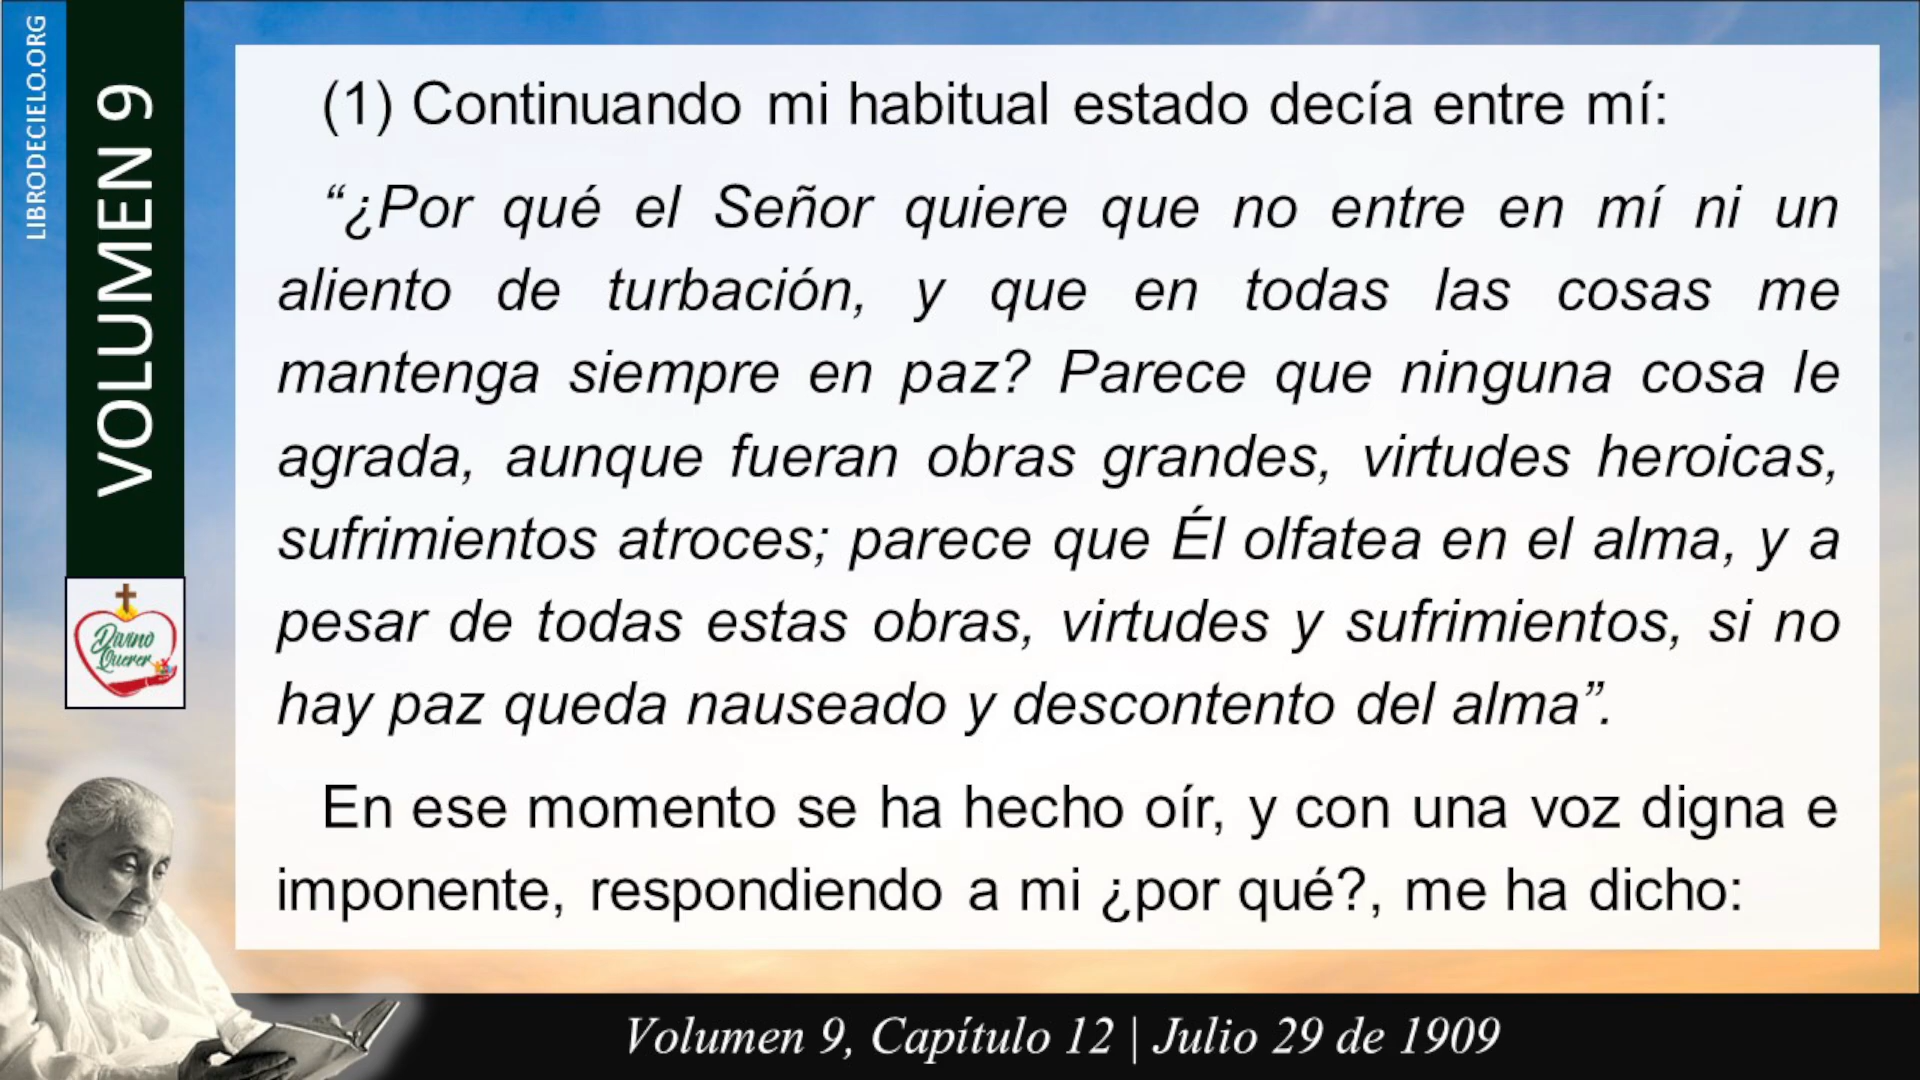 LIBRODECIELO.ORG
VOLUMEN 9
Divino
Querer
(1) Continuando mi habitual estado decía entre mí:
“¿Por qué el Señor quiere que no entre en mí ni un
aliento de turbación, y que en todas las cosas me
mantenga siempre en paz? Parece que ninguna cosa le
agrada, aunque fueran obras grandes, virtudes heroicas,
sufrimientos atroces; parece que Él olfatea en el alma, y a
pesar de todas estas obras, virtudes y sufrimientos, si no
hay paz queda nauseado y descontento del alma”.
En ese momento se ha hecho oír, y con una voz digna e
imponente, respondiendo a mi ¿por qué?, me ha dicho:
Volumen 9, Capítulo 12 | Julio 29 de 1909